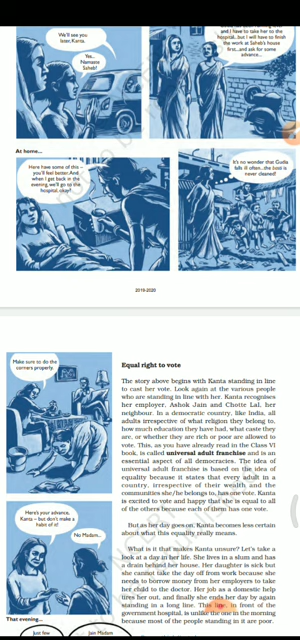 We'll see you
later, Kanta.
Yes..
Namaste
Saheb!
and I have to take her to the
hospital...but I will have to finish
the work at Saheb's house
first...and ask for some
advance...
At home...
Here have some of this –
you'll feel better. And
when I get back in the
evening, we'll go to the
hospital, okay?
It's no wonder that Gudia
falls ill often...the basti is
never cleaned!
2019-2020
Make sure to do the
corners properly.
Here's your advance,
Kanta – but don't make a
habit of it!
No Madam...
That evening...
Just few
Jain Madam
Equal right to vote
The story above begins with Kanta standing in line
to cast her vote. Look again at the various people
who are standing in line with her. Kanta recognises
her employer, Ashok Jain and Chotte Lal, her
neighbour. In a democratic country, like India, all
adults irrespective of what religion they belong to,
how much education they have had, what caste they
are, or whether they are rich or poor are allowed to
vote. This, as you have already read in the Class VI
book, is called universal adult franchise and is an
essential aspect of all democracies. The idea of
universal adult franchise is based on the idea of
equality because it states that every adult in a
country, irrespective of their wealth and the
communities she/he belongs to, has one vote. Kanta
is excited to vote and happy that she is equal to all
of the others because each of them has one vote.
But as her day goes on, Kanta becomes less certain
about what this equality really means.
What is it that makes Kanta unsure? Let's take a
look at a day in her life. She lives in a slum and has
a drain behind her house. Her daughter is sick but
she cannot take the day off from work because she
needs to borrow money from her employers to take
her child to the doctor. Her job as a domestic help
tires her out, and finally she ends her day by again
standing in a long line. This line, in front of the
government hospital, is unlike the one in the morning
because most of the people standing in it are poor.